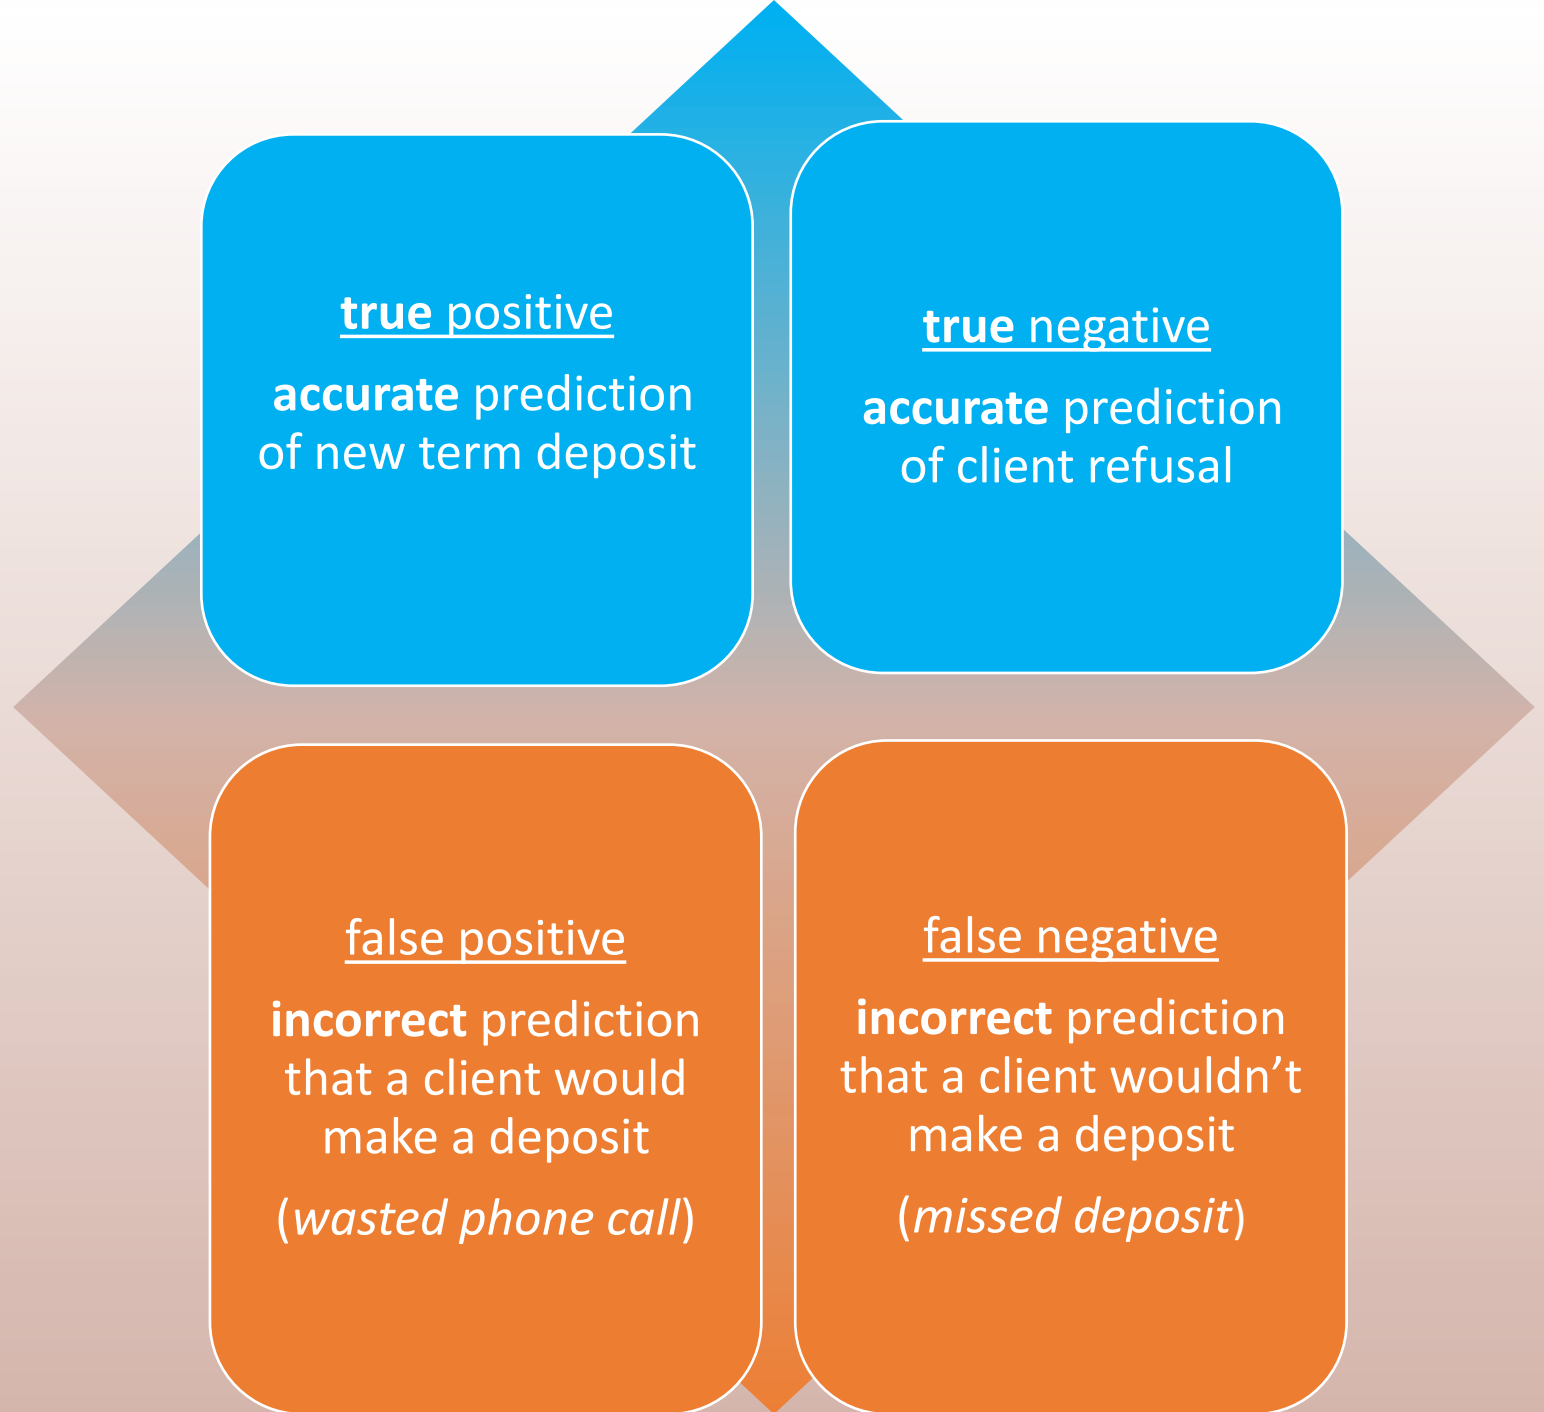 true positive
accurate prediction
of new term deposit
true negative
accurate prediction
of client refusal
false positive
incorrect prediction
that a client would
make a deposit
(wasted phone call)
false negative
incorrect prediction
that a client wouldn’t
make a deposit
(missed deposit)